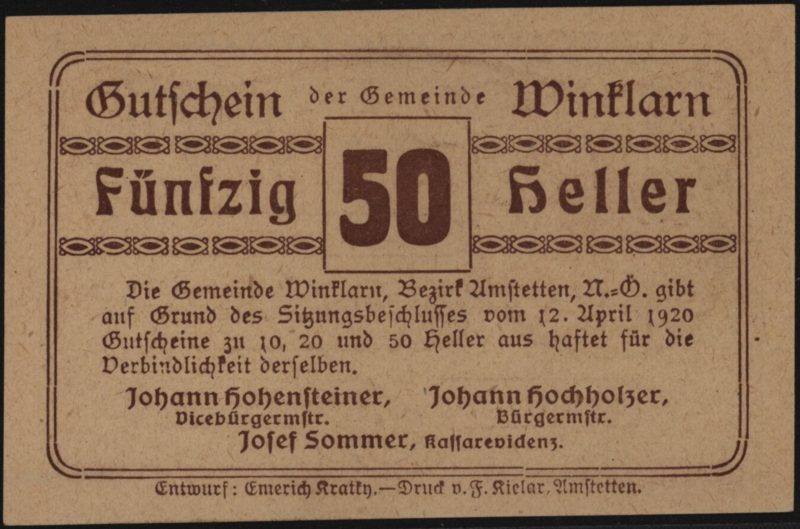 Gutschein der Gemeinde Winklarn
Fünfzig 50 Heller
Die Gemeinde Winklarn, Bezirk Amstetten, N.=Ö. gibt
auf Grund des Sitzungsbeschlusses vom 12. April 1920
Gutscheine zu 10, 20 und 50 Heller aus haftet für die
Verbindlichkeit derselben.
Johann Hohensteiner, Johann Hochholzer,
Vicebürgermstr. Bürgermstr.
Josef Sommer, Kassarevidenz.
Entwurf: Emerich Kratky.—Druck v. F. Kielar, Amstetten.